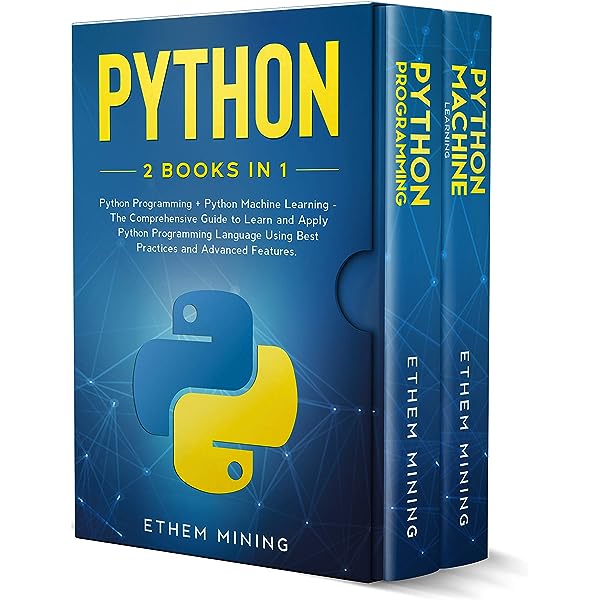 PYTHON
2 BOOKS IN 1
Python Programming + Python Machine Learning -
The Comprehensive Guide to Learn and Apply
Python Programming Language Using Best
Practices and Advanced Features.
ETHEM MINING
PYTHON
PROGRAMMING
ETHEM MINING
PYTHON
MACHINE
LEARNING
ETHEM MINING